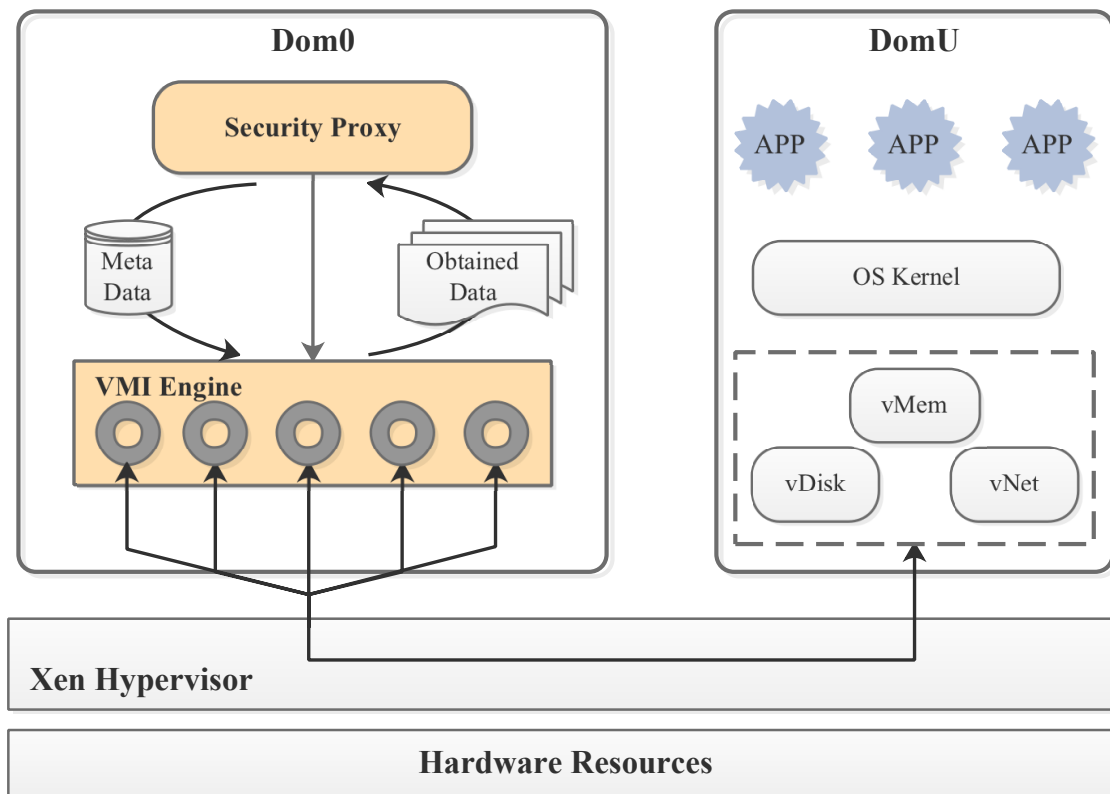 Dom0
Security Proxy
Meta
Data
Obtained
Data
VMI Engine
DomU
APP
APP
APP
OS Kernel
vMem
vDisk
vNet
Xen Hypervisor
Hardware Resources